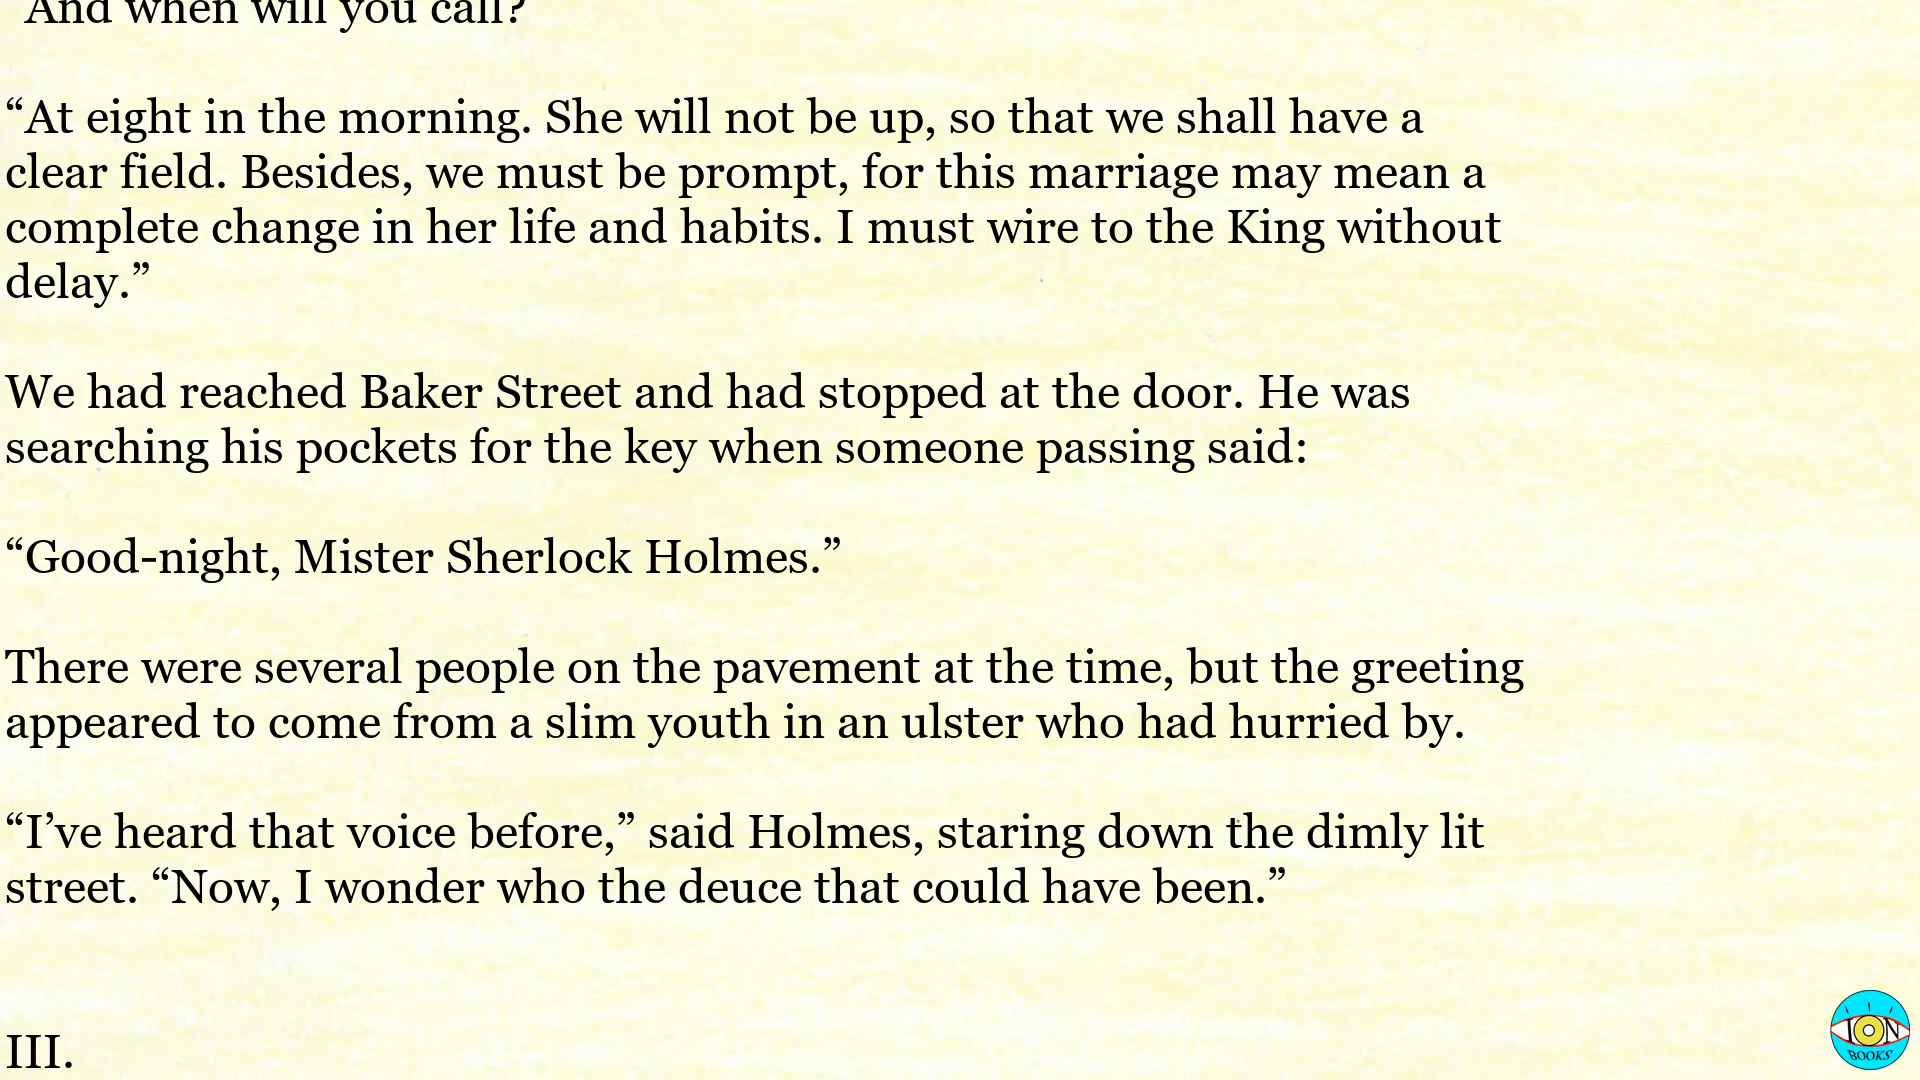 “And when will you call?”
“At eight in the morning. She will not be up, so that we shall have a
clear field. Besides, we must be prompt, for this marriage may mean a
complete change in her life and habits. I must wire to the King without
delay.”
We had reached Baker Street and had stopped at the door. He was
searching his pockets for the key when someone passing said:
“Good-night, Mister Sherlock Holmes.”
There were several people on the pavement at the time, but the greeting
appeared to come from a slim youth in an ulster who had hurried by.
“I’ve heard that voice before,” said Holmes, staring down the dimly lit
street. “Now, I wonder who the deuce that could have been.”
III.
ION
BOOKS